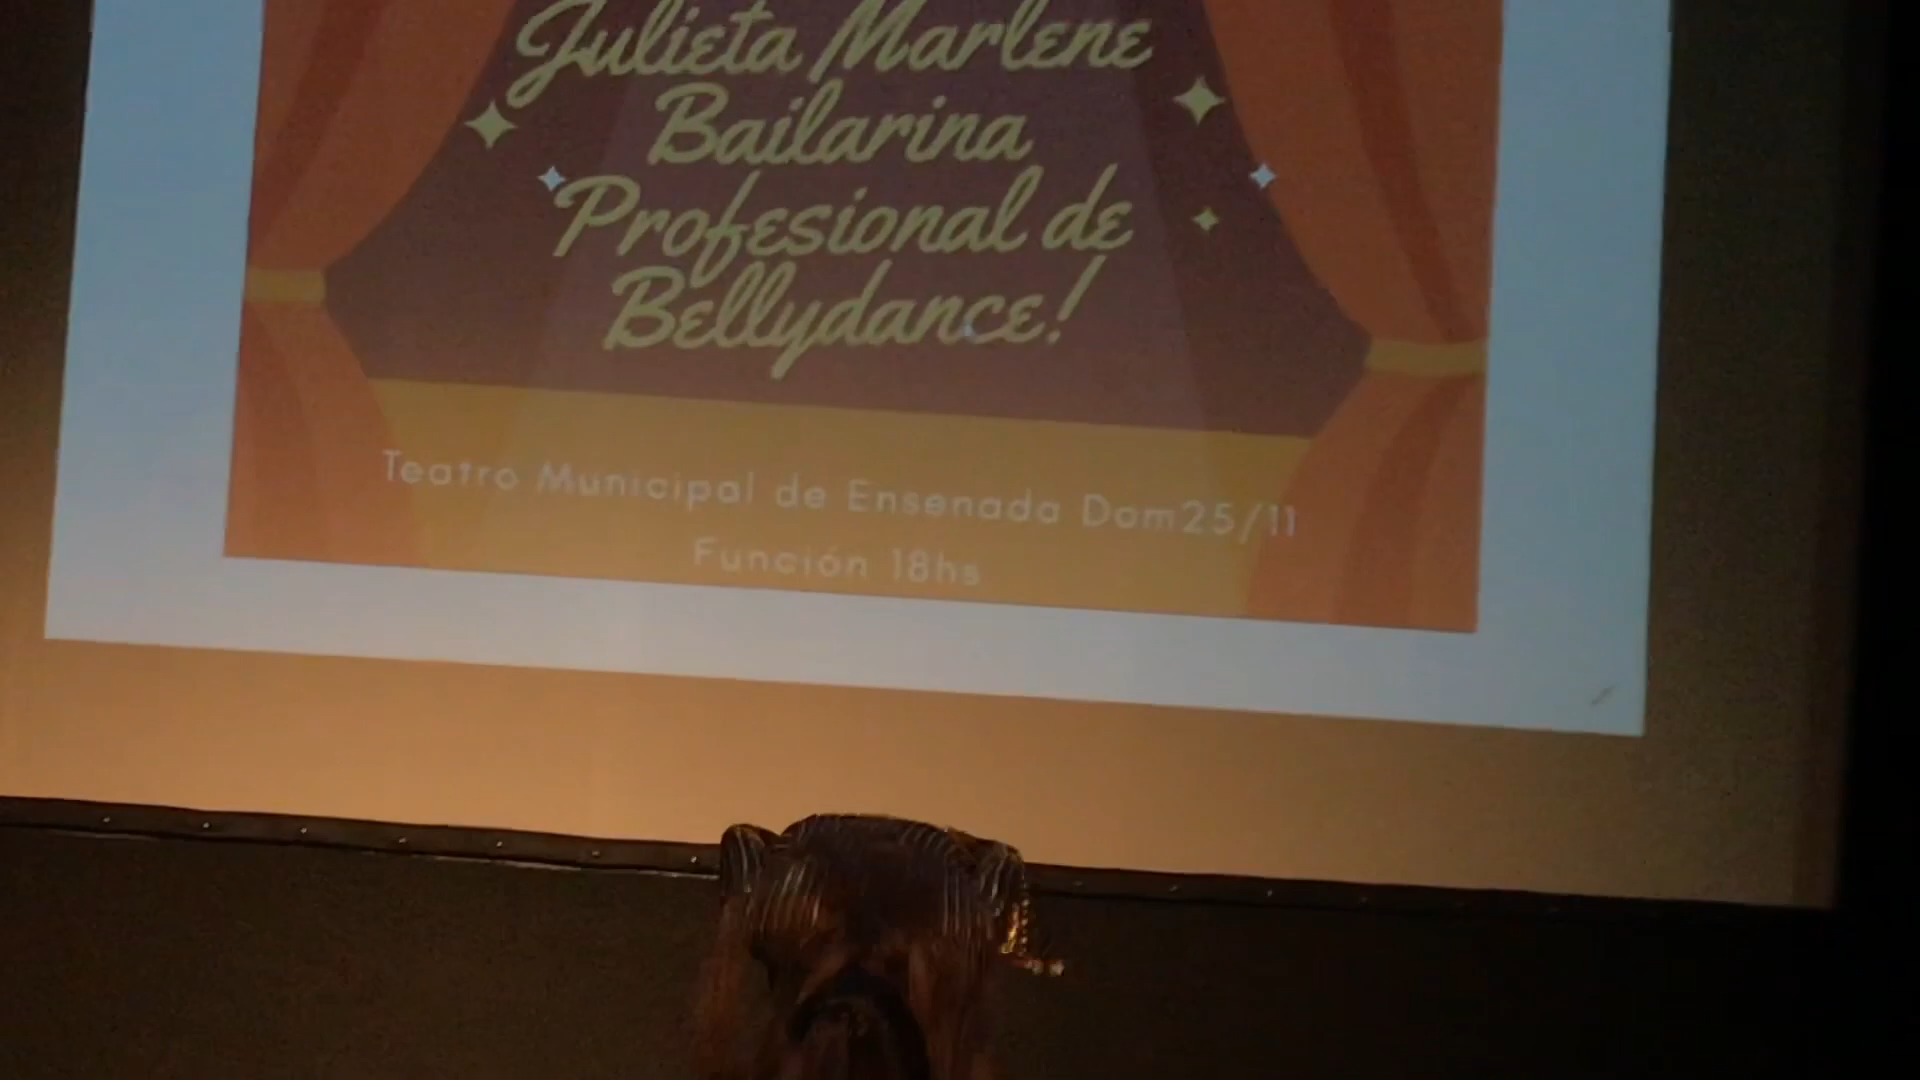 Julieta Marlene
Bailarina
Profesional de
Bellydance!
Teatro Municipal de Ensenada Dom25/11
Función 18hs